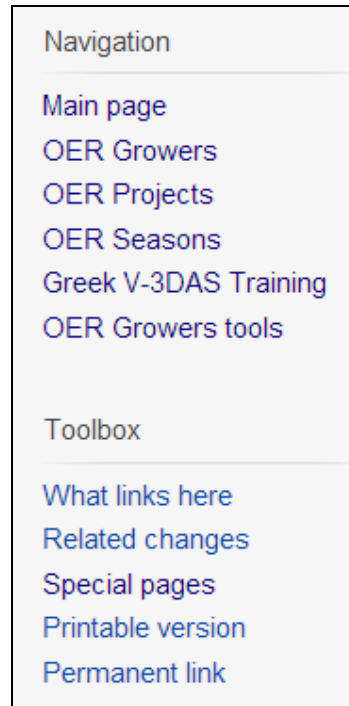 Navigation
Main page
OER Growers
OER Projects
OER Seasons
Greek V-3DAS Training
OER Growers tools
Toolbox
What links here
Related changes
Special pages
Printable version
Permanent link